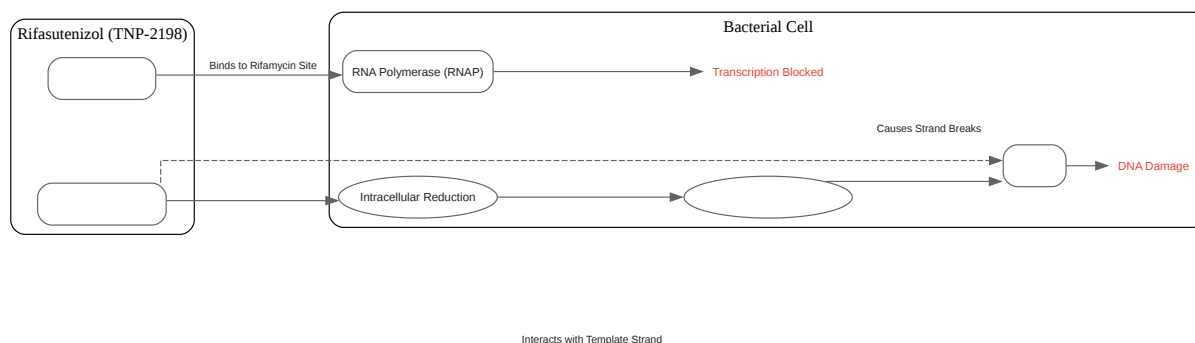 Rifasutenizol (TNP-2198)
Bacterial Cell
Binds to Rifamycin Site
RNA Polymerase (RNAP)
Transcription Blocked
Causes Strand Breaks
DNA Damage
Intracellular Reduction
Interacts with Template Strand